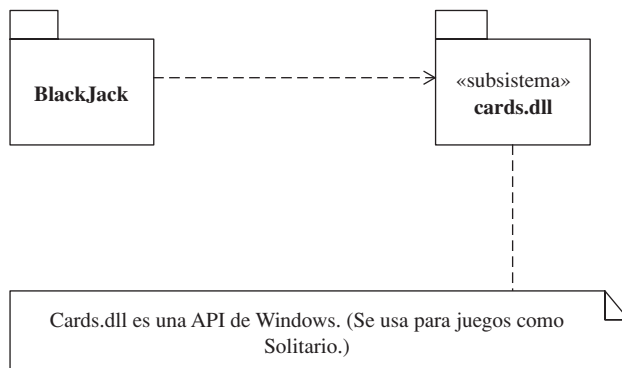 BlackJack
«subsistema»
cards.dll
Cards.dll es una API de Windows. (Se usa para juegos como
Solitario.)